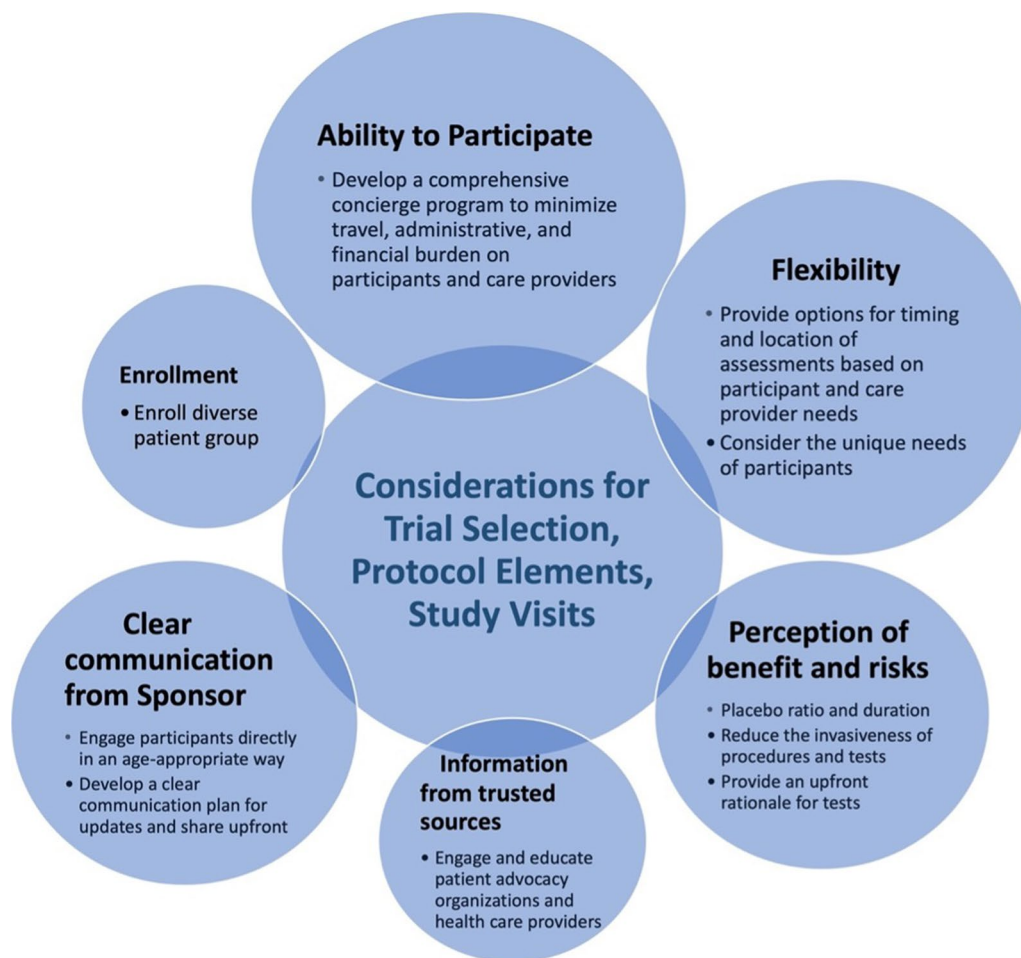 Ability to Participate
• Develop a comprehensive
concierge program to minimize
travel, administrative, and
financial burden on
participants and care providers
Flexibility
• Provide options for timing
and location of
assessments based on
participant and care
provider needs
• Consider the unique needs
of participants
Enrollment
• Enroll diverse
patient group
Considerations for
Trial Selection,
Protocol Elements,
Study Visits
Clear
communication
from Sponsor
• Engage participants directly
in an age-appropriate way
• Develop a clear
communication plan for
updates and share upfront
Perception of
benefit and risks
• Placebo ratio and duration
• Reduce the invasiveness of
procedures and tests
• Provide an upfront
rationale for tests
Information
from trusted
sources
• Engage and educate
patient advocacy
organizations and
health care providers